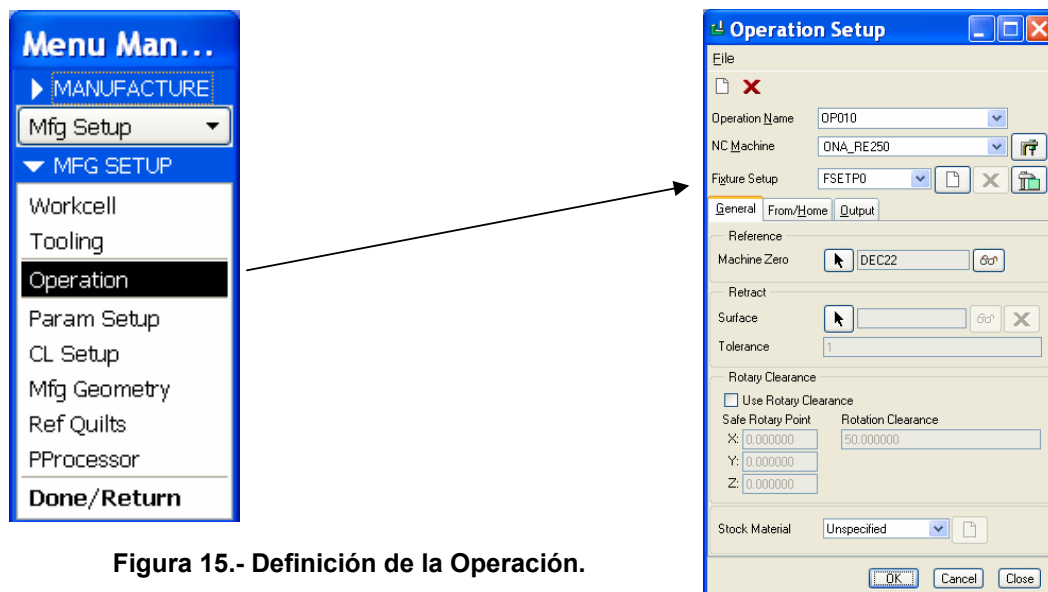 Menu Man...
MANUFACTURE
Mfg Setup
MFG SETUP
Workcell
Tooling
Operation
Param Setup
CL Setup
Mfg Geometry
Ref Quilts
PProcessor
Done/Return
Operation Setup
File
Operation Name OP010
NC Machine ONA_RE250
Fixture Setup FSETP0
General From/Home Output
Reference
Machine Zero DEC22
Retract
Surface
Tolerance 1
Rotary Clearance
Use Rotary Clearance
Safe Rotary Point Rotation Clearance
X: 0.000000 50.000000
Y: 0.000000
Z: 0.000000
Stock Material Unspecified
OK Cancel Close
Figura 15.- Definición de la Operación.